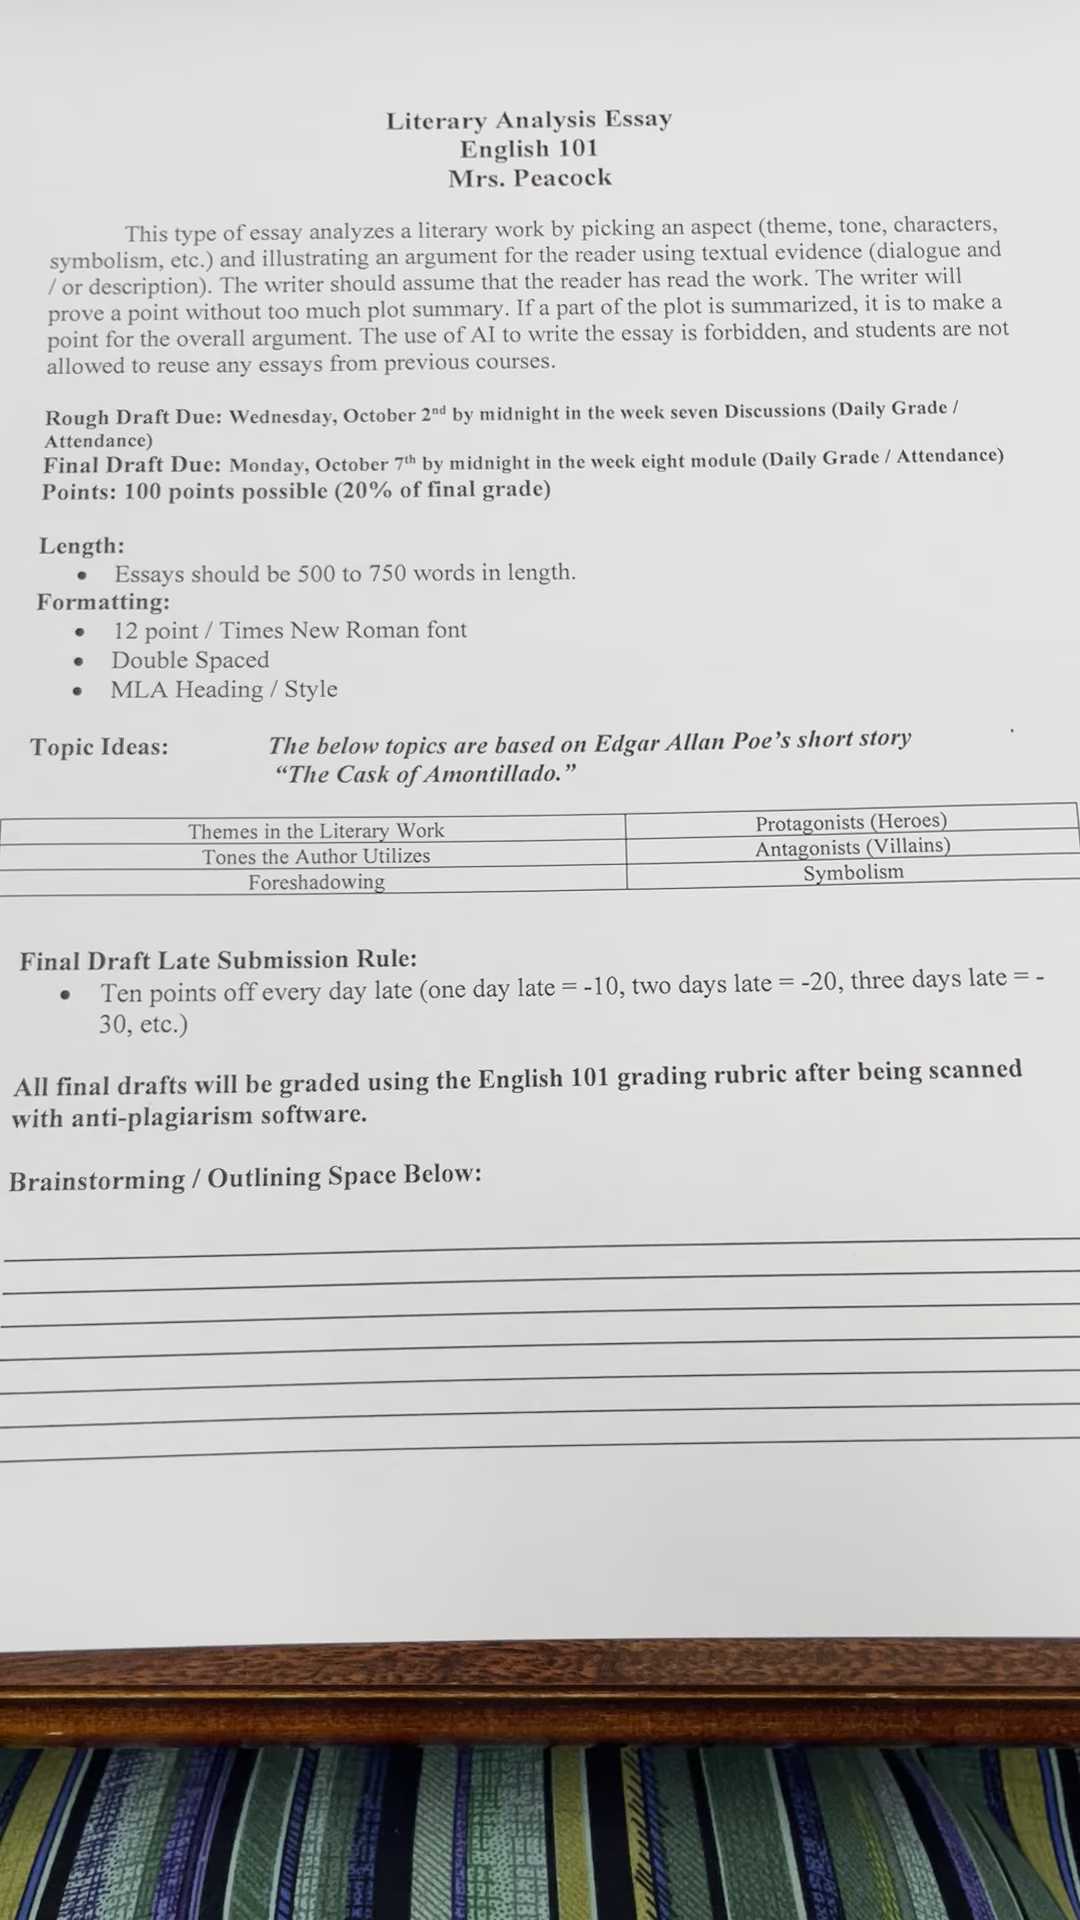 Literary Analysis Essay
English 101
Mrs. Peacock
This type of essay analyzes a literary work by picking an aspect (theme, tone, characters,
symbolism, etc.) and illustrating an argument for the reader using textual evidence (dialogue and
/ or description). The writer should assume that the reader has read the work. The writer will
prove a point without too much plot summary. If a part of the plot is summarized, it is to make a
point for the overall argument. The use of AI to write the essay is forbidden, and students are not
allowed to reuse any essays from previous courses.
Rough Draft Due: Wednesday, October 2nd by midnight in the week seven Discussions (Daily Grade /
Attendance)
Final Draft Due: Monday, October 7th by midnight in the week eight module (Daily Grade / Attendance)
Points: 100 points possible (20% of final grade)
Length:
• Essays should be 500 to 750 words in length.
Formatting:
• 12 point / Times New Roman font
• Double Spaced
• MLA Heading / Style
Topic Ideas: The below topics are based on Edgar Allan Poe's short story
"The Cask of Amontillado."
Themes in the Literary Work Protagonists (Heroes)
Tones the Author Utilizes Antagonists (Villains)
Foreshadowing Symbolism
Final Draft Late Submission Rule:
• Ten points off every day late (one day late = -10, two days late = -20, three days late = -
30, etc.)
All final drafts will be graded using the English 101 grading rubric after being scanned
with anti-plagiarism software.
Brainstorming / Outlining Space Below: